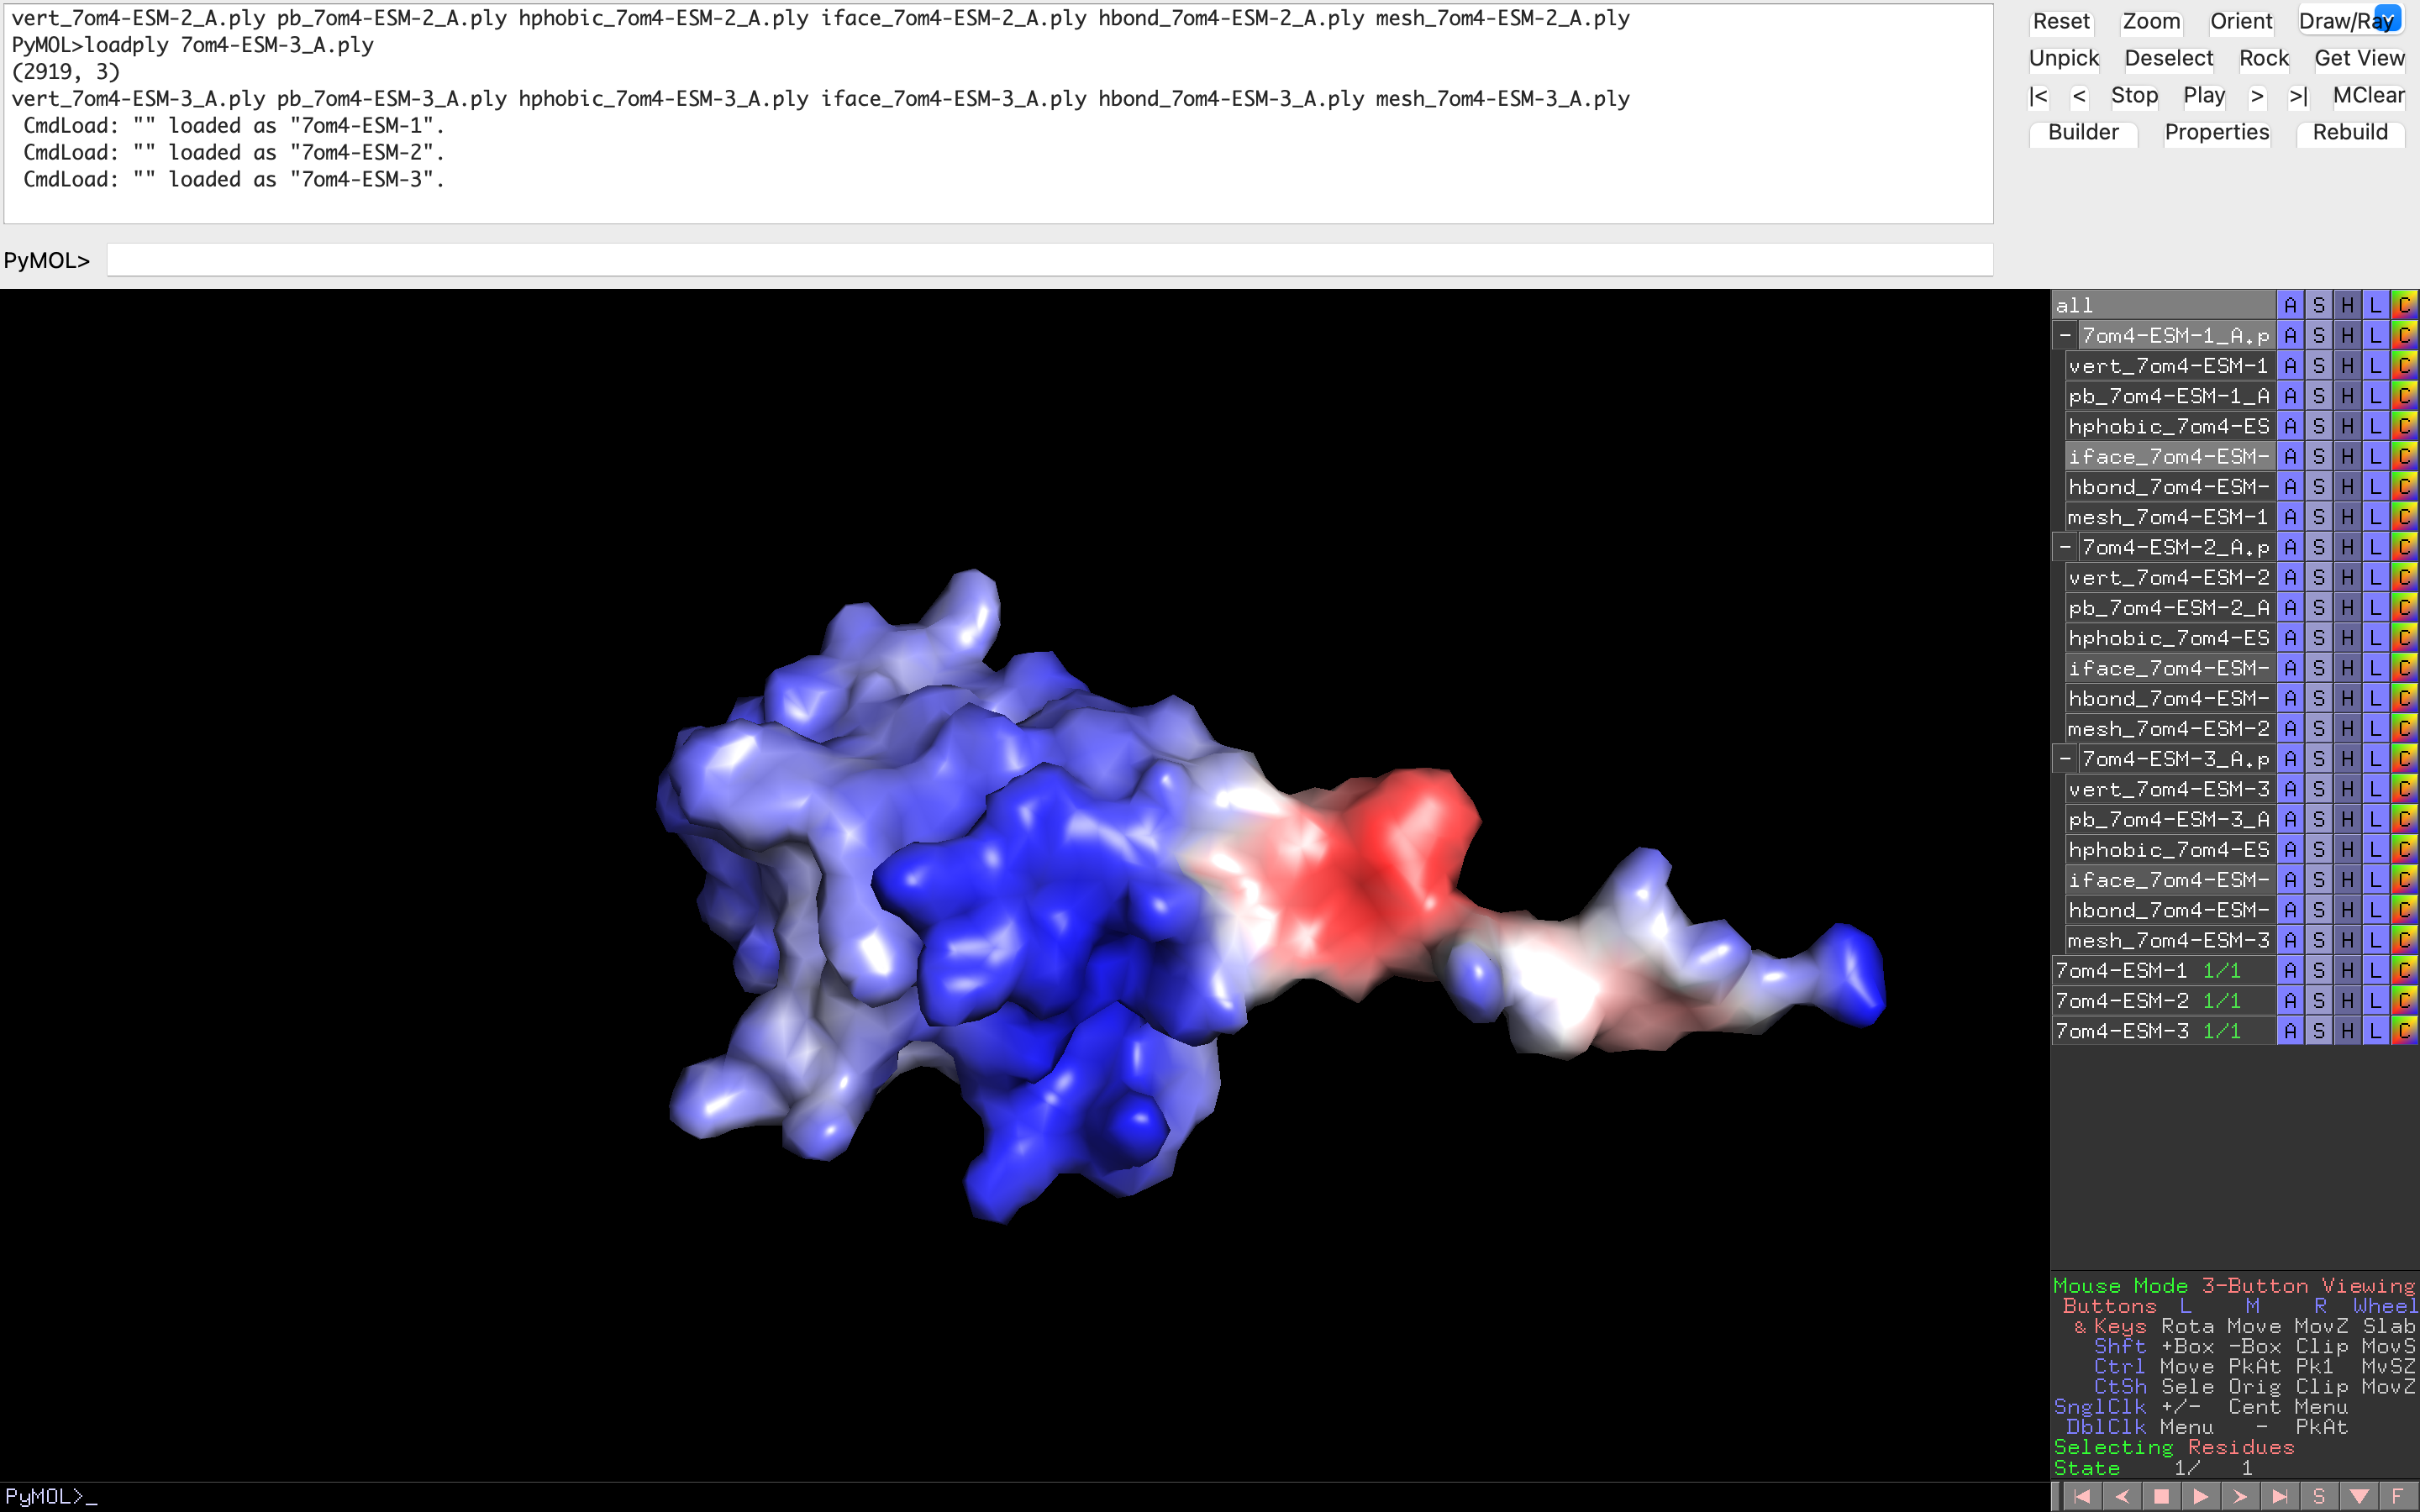 vert_7om4-ESM-2_A.ply pb_7om4-ESM-2_A.ply hphobic_7om4-ESM-2_A.ply iface_7om4-ESM-2_A.ply hbond_7om4-ESM-2_A.ply mesh_7om4-ESM-2_A.ply
PyMOL>loadply 7om4-ESM-3_A.ply
(2919, 3)
vert_7om4-ESM-3_A.ply pb_7om4-ESM-3_A.ply hphobic_7om4-ESM-3_A.ply iface_7om4-ESM-3_A.ply hbond_7om4-ESM-3_A.ply mesh_7om4-ESM-3_A.ply
CmdLoad: "" loaded as "7om4-ESM-1".
CmdLoad: "" loaded as "7om4-ESM-2".
CmdLoad: "" loaded as "7om4-ESM-3".
PyMOL>
Reset Zoom Orient Draw/Ray
Unpick Deselect Rock Get View
|< < Stop Play > >| MClear
Builder Properties Rebuild
all A S H L C
- 7om4-ESM-1_A.p A S H L C
vert_7om4-ESM-1 A S H L C
pb_7om4-ESM-1_A A S H L C
hphobic_7om4-ES A S H L C
iface_7om4-ESM- A S H L C
hbond_7om4-ESM- A S H L C
mesh_7om4-ESM-1 A S H L C
- 7om4-ESM-2_A.p A S H L C
vert_7om4-ESM-2 A S H L C
pb_7om4-ESM-2_A A S H L C
hphobic_7om4-ES A S H L C
iface_7om4-ESM- A S H L C
hbond_7om4-ESM- A S H L C
mesh_7om4-ESM-2 A S H L C
- 7om4-ESM-3_A.p A S H L C
vert_7om4-ESM-3 A S H L C
pb_7om4-ESM-3_A A S H L C
hphobic_7om4-ES A S H L C
iface_7om4-ESM- A S H L C
hbond_7om4-ESM- A S H L C
mesh_7om4-ESM-3 A S H L C
7om4-ESM-1 1/1 A S H L C
7om4-ESM-2 1/1 A S H L C
7om4-ESM-3 1/1 A S H L C
Mouse Mode 3-Button Viewing
Buttons L M R Wheel
& Keys Rota Move MovZ Slab
Shft +Box -Box Clip MovS
Ctrl Move PkAt Pk1 MvSZ
CtSh Sele Orig Clip MovZ
SnglClk +/- Cent Menu
DblClk Menu - PkAt
Selecting Residues
State 1/ 1
PyMOL>_
S F